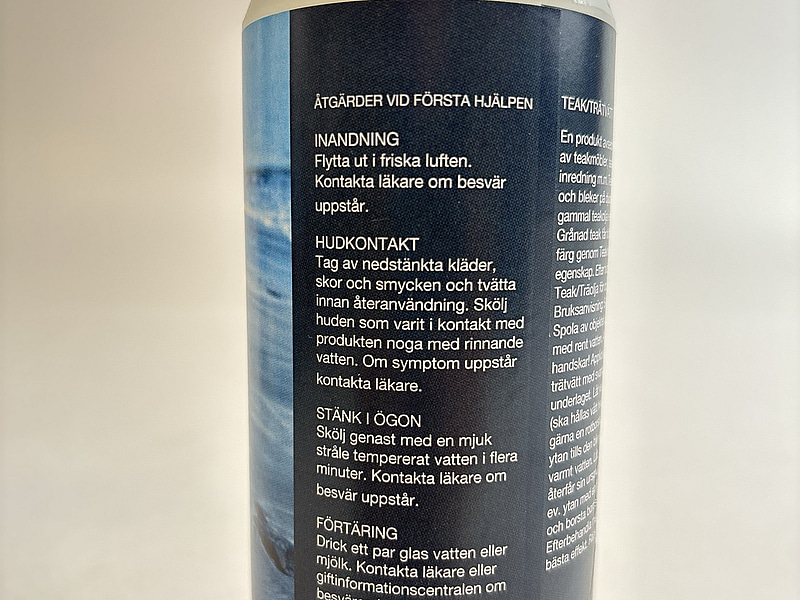 ÅTGÄRDER VID FÖRSTA HJÄLPEN
INANDNING
Flytta ut i friska luften.
Kontakta läkare om besvär
uppstår.
HUDKONTAKT
Tag av nedstänkta kläder,
skor och smycken och tvätta
innan återanvändning. Skölj
huden som varit i kontakt med
produkten noga med rinnande
vatten. Om symptom uppstår
kontakta läkare.
STÄNK I ÖGON
Skölj genast med en mjuk
stråle tempererat vatten i flera
minuter. Kontakta läkare om
besvär uppstår.
FÖRTÄRING
Drick ett par glas vatten eller
mjölk. Kontakta läkare eller
giftinformationscentralen om
TEAK/TRÄTVÄTT
En produkt
av teakmöbler,
inredning m.m.
och bleker på
gammal
Grånad teak
färg genom
egenskap.
Teak/Träolja
Bruksanvisning
Spola av
med rent vatten
handskar!
trätvätt med
underlaget.
(ska hållas
gärna en
ytan tills den
varmt vatten.
återfår sin
ev. ytan med
och borsta
Efterbehandla
bästa effekt.